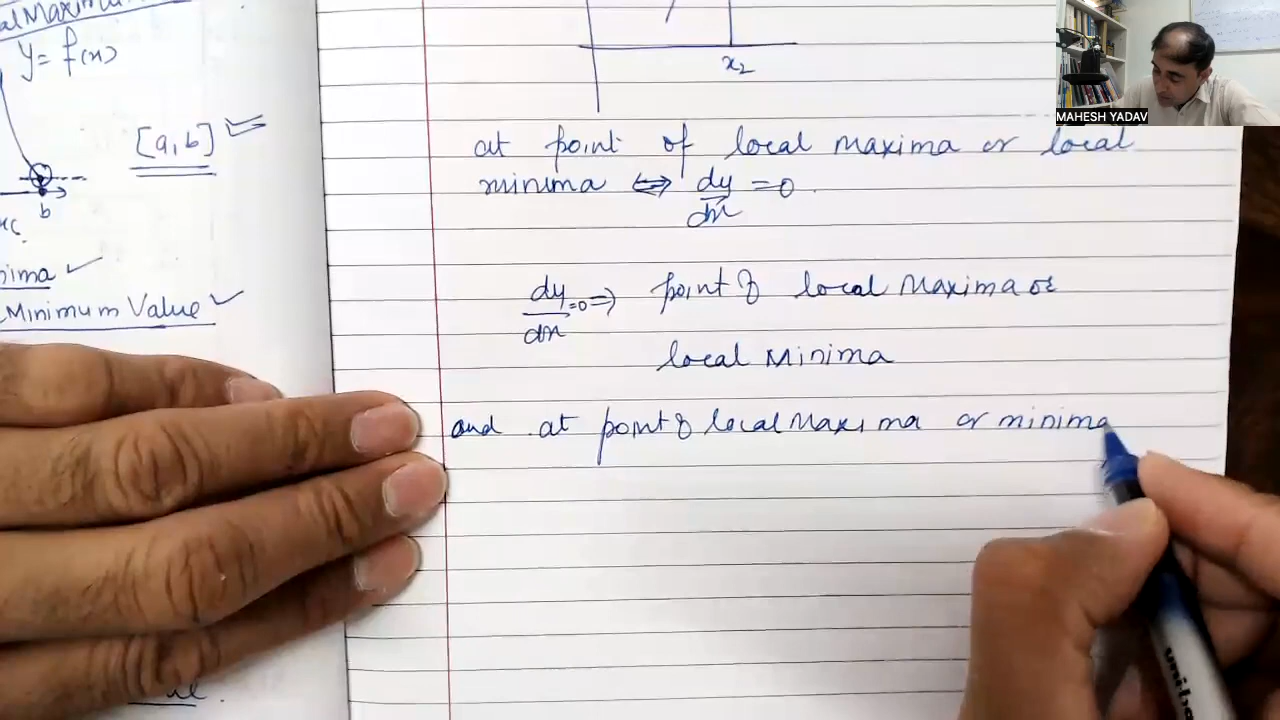 y = f(x)
[a,b]
b
Minimum Value
x2
at point of local maxima or local
minima ⇔ dy/dx = 0.
dy/dx =0 ⇒ point of local Maxima or
local Minima
and at point of local Maxima or minima
MAHESH YADAV